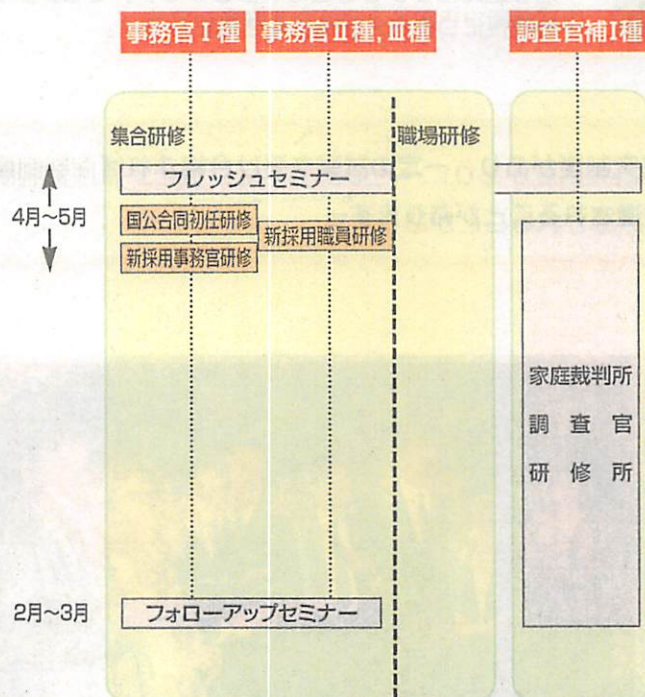 事務官Ⅰ種
事務官Ⅱ種,Ⅲ種
調査官補Ⅰ種
集合研修
職場研修
フレッシュセミナー
4月～5月
国公合同初任研修
新採用職員研修
新採用事務官研修
家庭裁判所
調査官
研修所
2月～3月
フォローアップセミナー